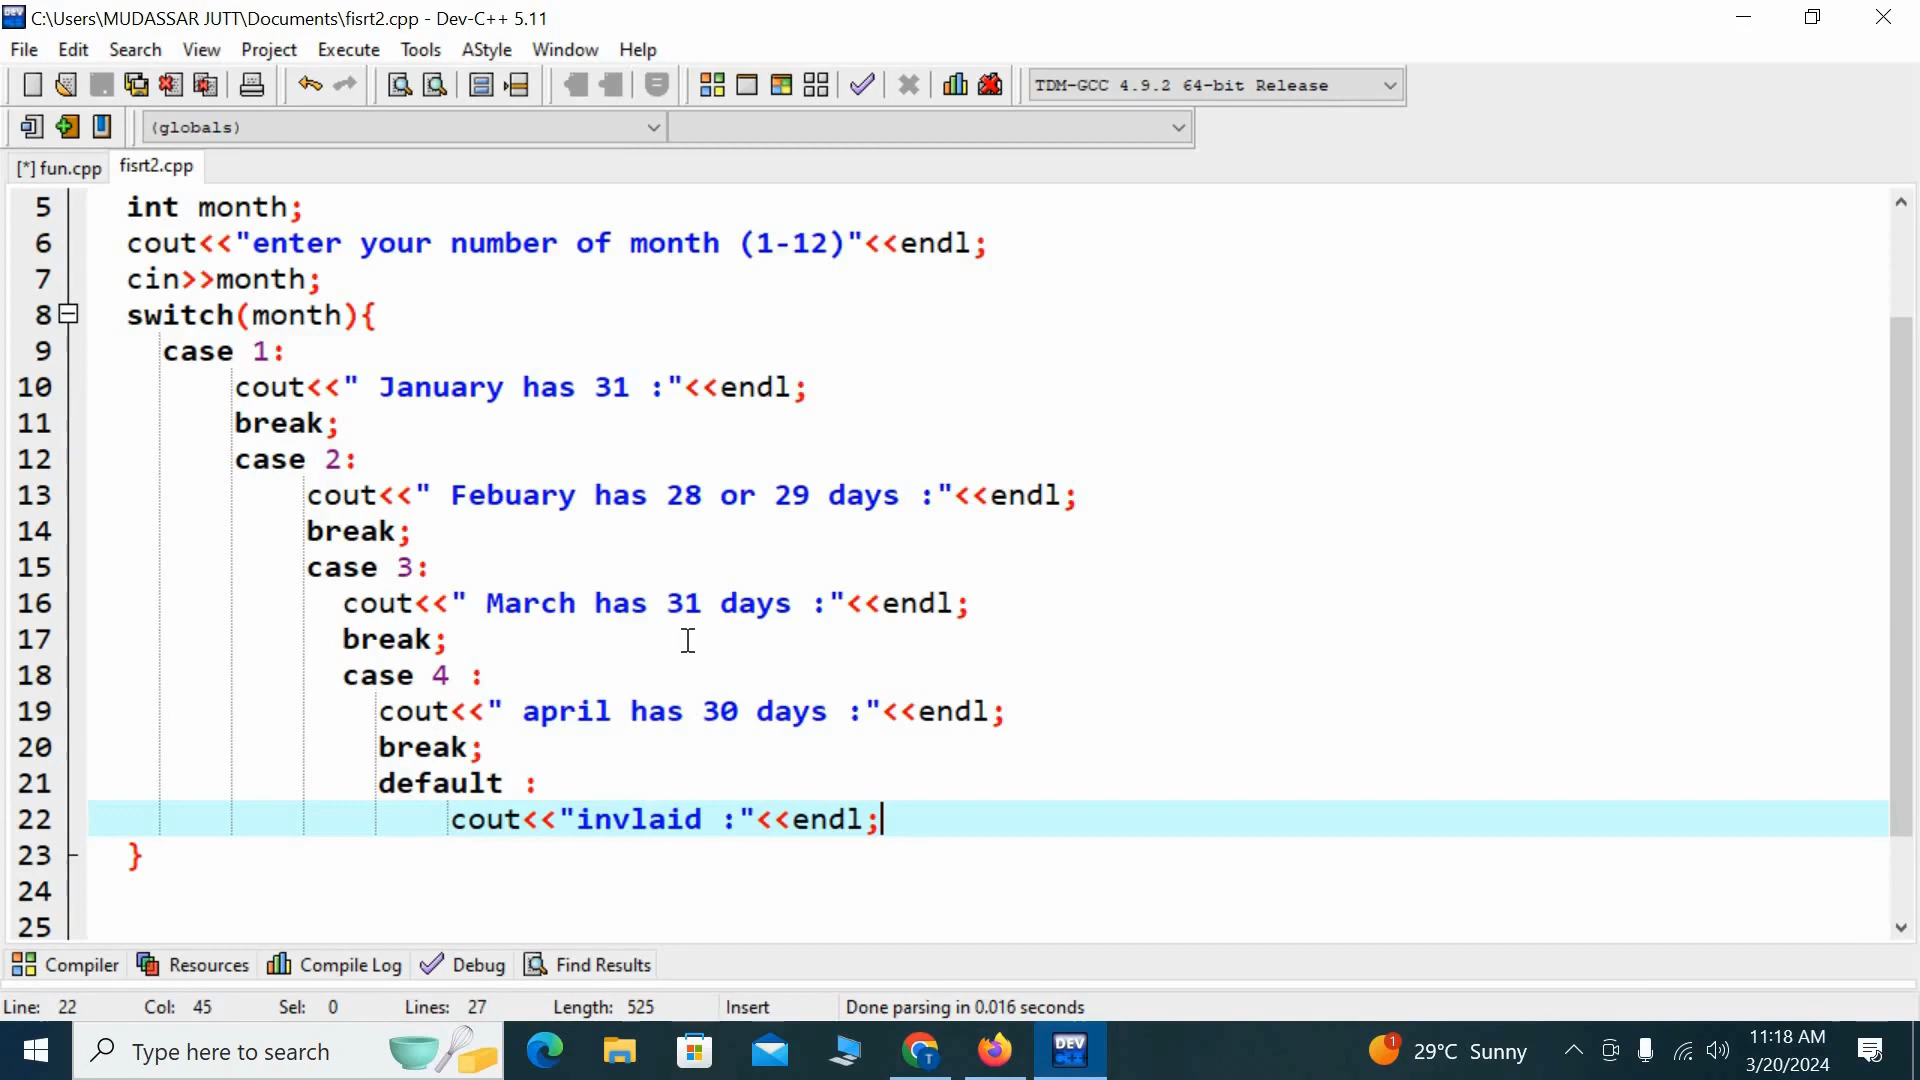 C:\Users\MUDASSAR JUTT\Documents\fisrt2.cpp - Dev-C++ 5.11
File Edit Search View Project Execute Tools AStyle Window Help
TDM-GCC 4.9.2 64-bit Release
(globals)
[*] fun.cpp fisrt2.cpp
5 int month;
6 cout<<"enter your number of month (1-12)"<<endl;
7 cin>>month;
8 switch(month){
9 case 1:
10 cout<<" January has 31 :"<<endl;
11 break;
12 case 2:
13 cout<<" Febuary has 28 or 29 days :"<<endl;
14 break;
15 case 3:
16 cout<<" March has 31 days :"<<endl;
17 break;
18 case 4 :
19 cout<<" april has 30 days :"<<endl;
20 break;
21 default :
22 cout<<"invlaid :"<<endl;
23 }
24
25
Compiler Resources Compile Log Debug Find Results
Line: 22 Col: 45 Sel: 0 Lines: 27 Length: 525 Insert Done parsing in 0.016 seconds
Type here to search T DEV C++ 1 29°C Sunny 11:18 AM
3/20/2024